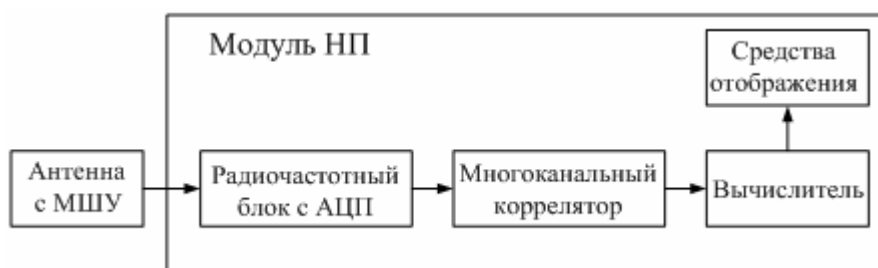 Модуль НП
Средства
отображения
Антенна
с МШУ
Радиочастотный
блок с АЦП
Многоканальный
коррелятор
Вычислитель